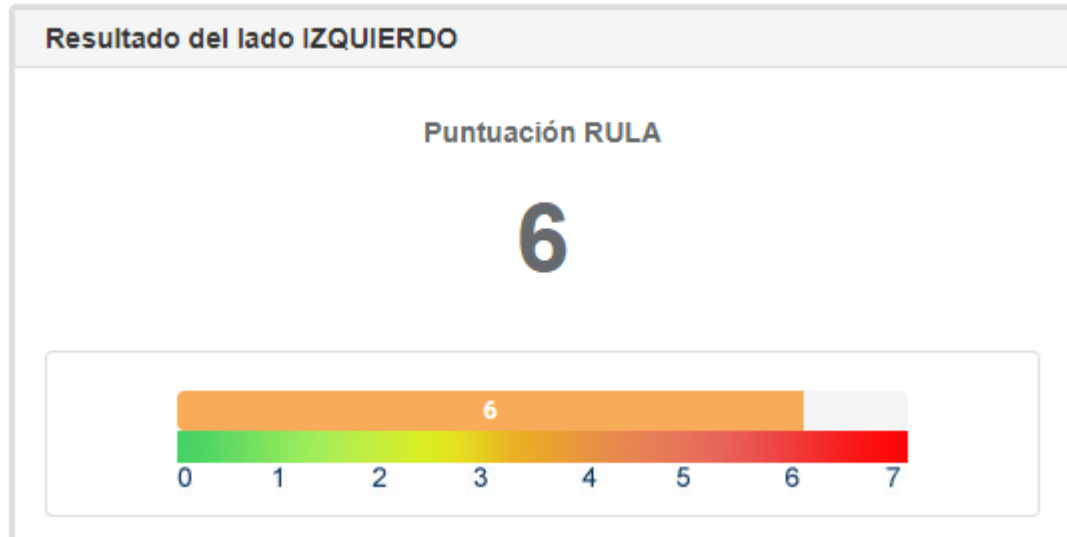 Resultado del lado IZQUIERDO
Puntuación RULA
6
6
0 1 2 3 4 5 6 7